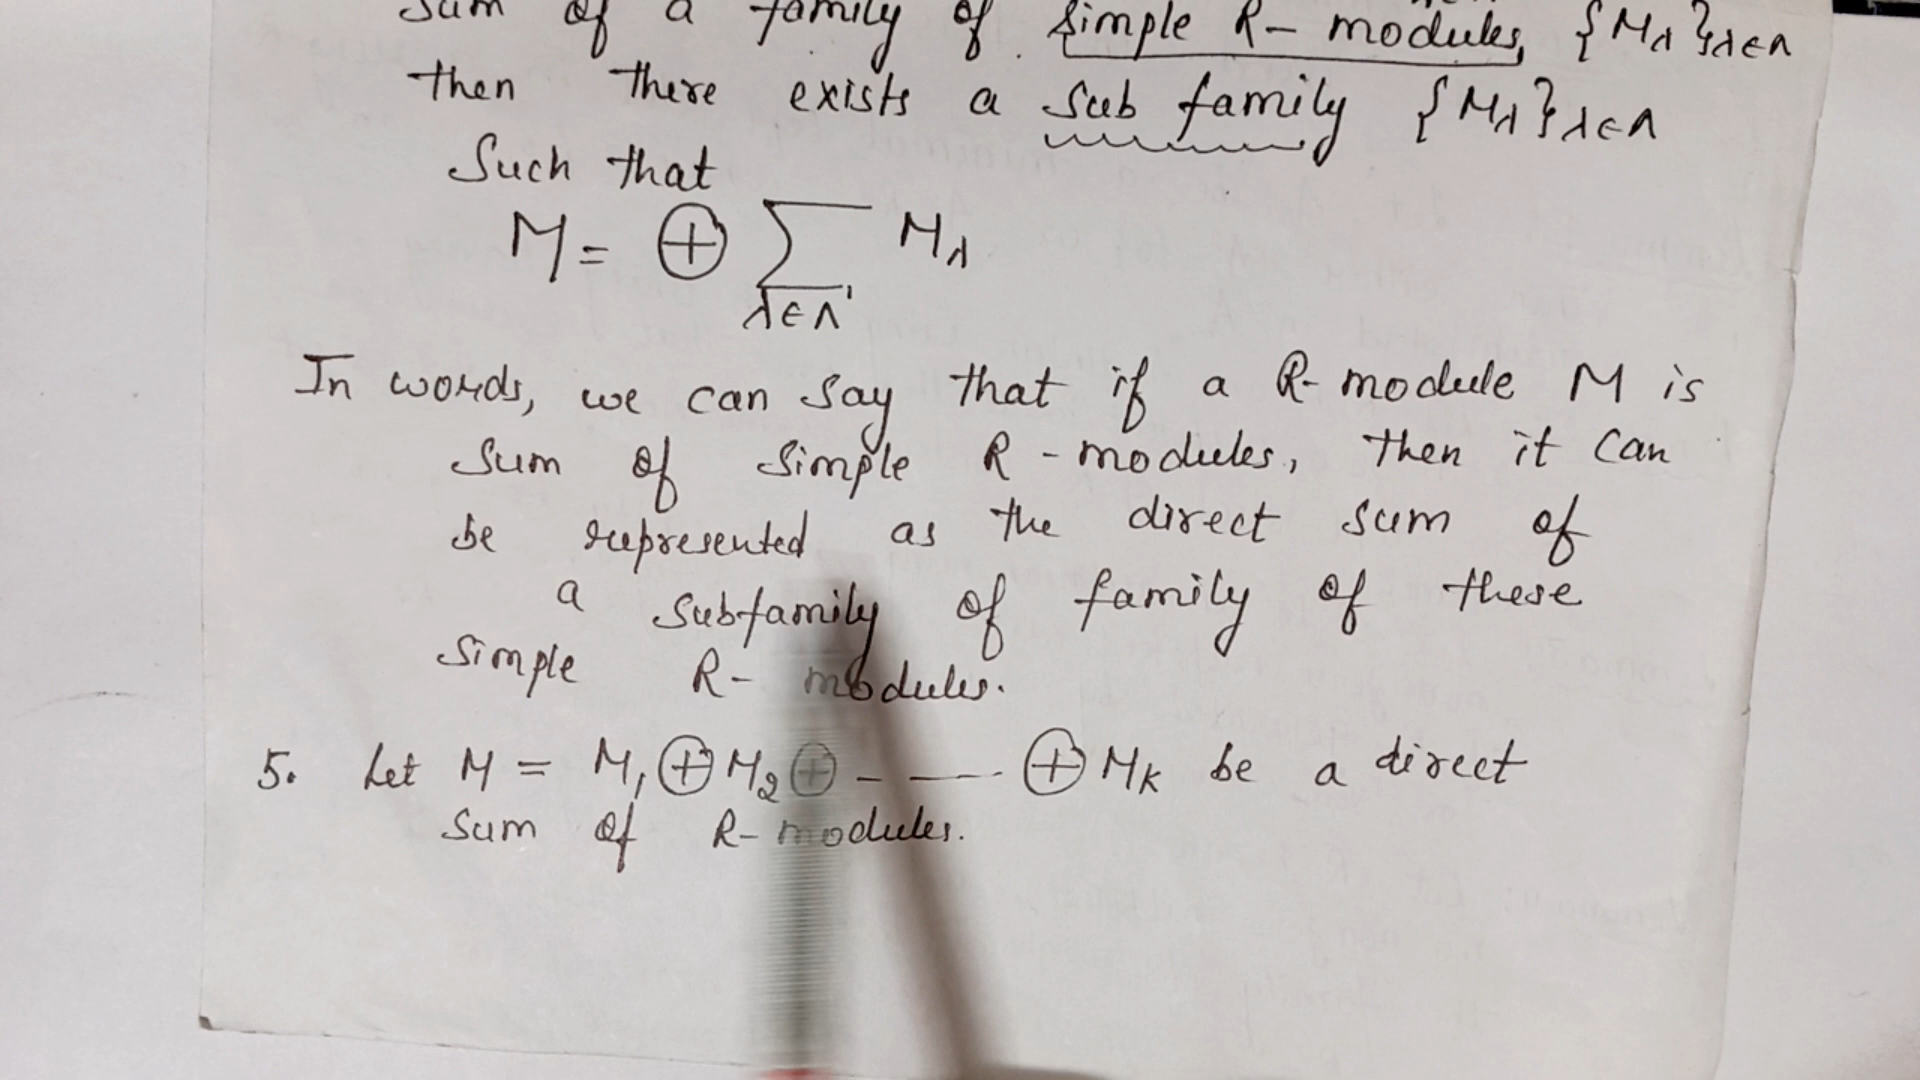 Sum of a family of simple R- modules, {Mλ}λ∈Λ
then there exists a Sub family {Mλ}λ∈Λ
Such that
M = ⊕ ∑ Mλ
λ∈Λ'
In words, we can say that if a R-module M is
sum of simple R-modules, then it can
be represented as the direct sum of
a subfamily of family of these
simple R- modules.
5. Let M = M₁ ⊕ M₂ ⊕ - —— ⊕ Mk be a direct
sum of R-modules.